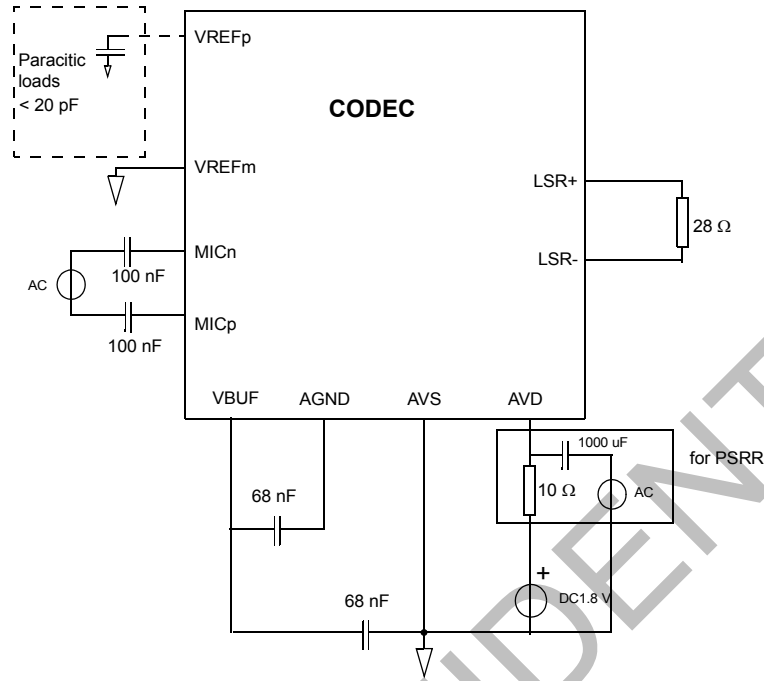 VREFp
Paracitic
loads
< 20 pF
CODEC
VREFm
LSR+
28 Ω
MICn
100 nF
LSR-
AC
MICp
100 nF
VBUF
AGND
AVS
AVD
1000 uF
for PSRR
10 Ω
AC
68 nF
+
DC1.8 V
68 nF